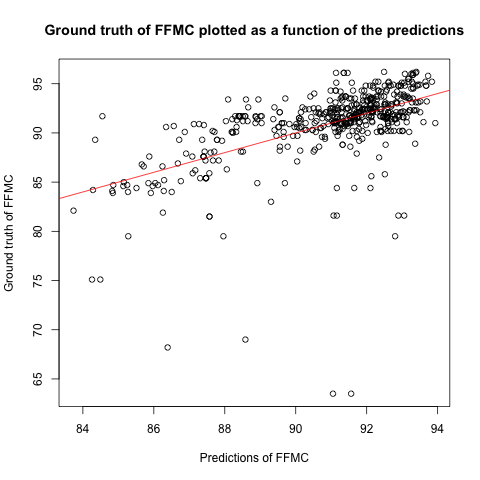 Ground truth of FFMC plotted as a function of the predictions
Ground truth of FFMC
95
90
85
80
75
70
65
84 86 88 90 92 94
Predictions of FFMC